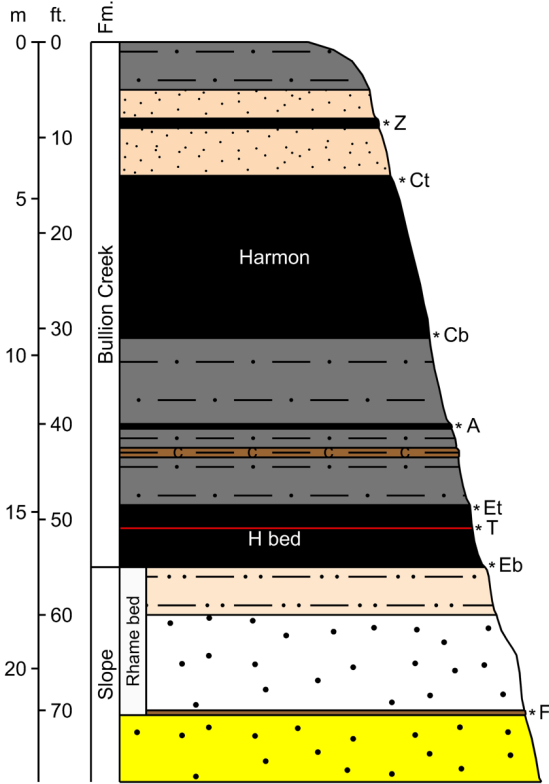 m ft. Fm.
0 0
10
5
20
30
10
40
15
50
60
20
70
Bullion Creek
Slope
Rhame bed
Harmon
C C C C
H bed
* Z
* Ct
* Cb
* A
* Et
* T
* Eb
* F